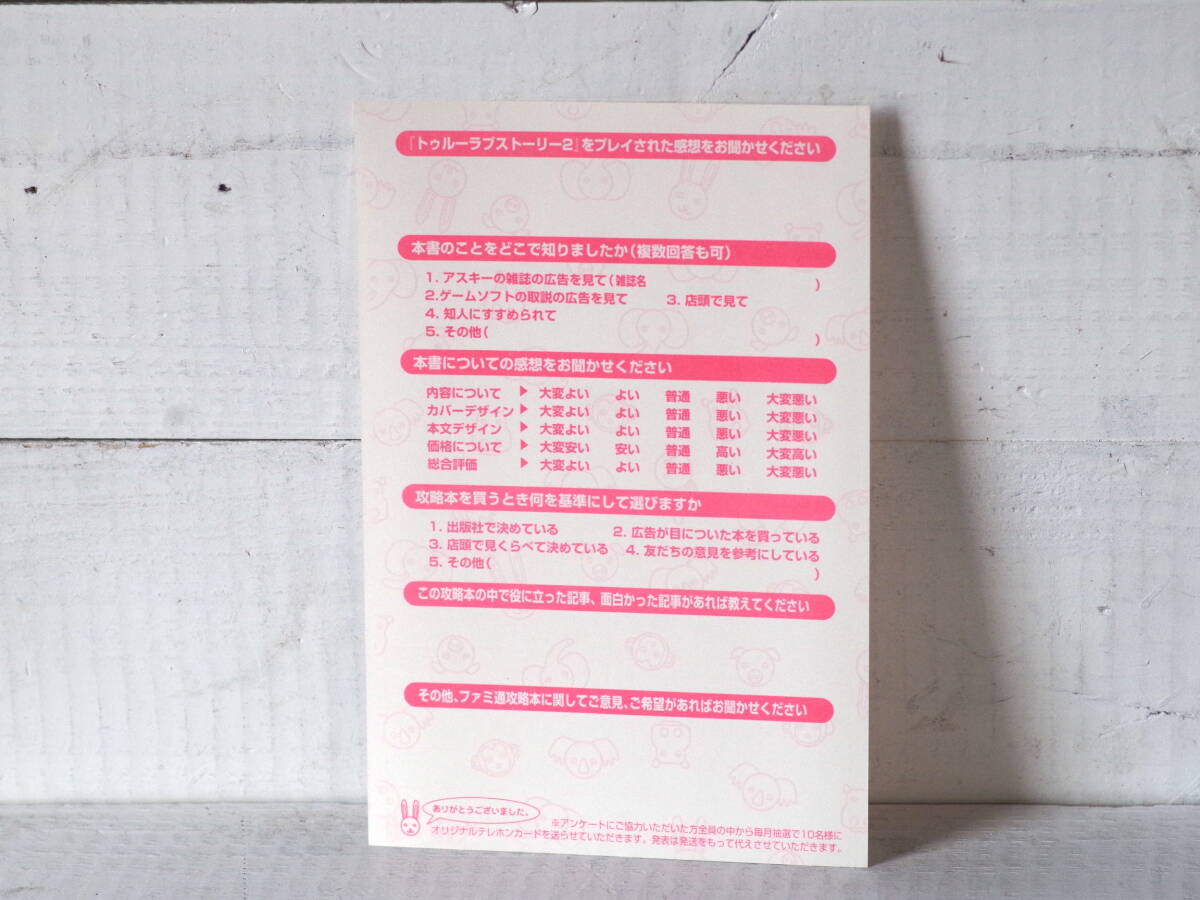 『トゥルーラブストーリー2』をプレイされた感想をお聞かせください
本書のことをどこで知りましたか（複数回答も可）
1. アスキーの雑誌の広告を見て（雑誌名　　　）
2.ゲームソフトの取説の広告を見て　3. 店頭で見て
4. 知人にすすめられて
5. その他（　　　）
本書についての感想をお聞かせください
内容について ▶ 大変よい　よい　普通　悪い　大変悪い
カバーデザイン ▶ 大変よい　よい　普通　悪い　大変悪い
本文デザイン ▶ 大変よい　よい　普通　悪い　大変悪い
価格について ▶ 大変安い　安い　普通　高い　大変高い
総合評価 ▶ 大変よい　よい　普通　悪い　大変悪い
攻略本を買うとき何を基準にして選びますか
1. 出版社で決めている　2. 広告が目についた本を買っている
3. 店頭で見くらべて決めている　4. 友だちの意見を参考にしている
5. その他（　　　）
この攻略本の中で役に立った記事、面白かった記事があれば教えてください
その他、ファミ通攻略本に関してご意見、ご希望があればお聞かせください
ありがとうございました。
※アンケートにご協力いただいた方全員の中から毎月抽選で10名様に
オリジナルテレホンカードを送らせていただきます。発表は発送をもって代えさせていただきます。